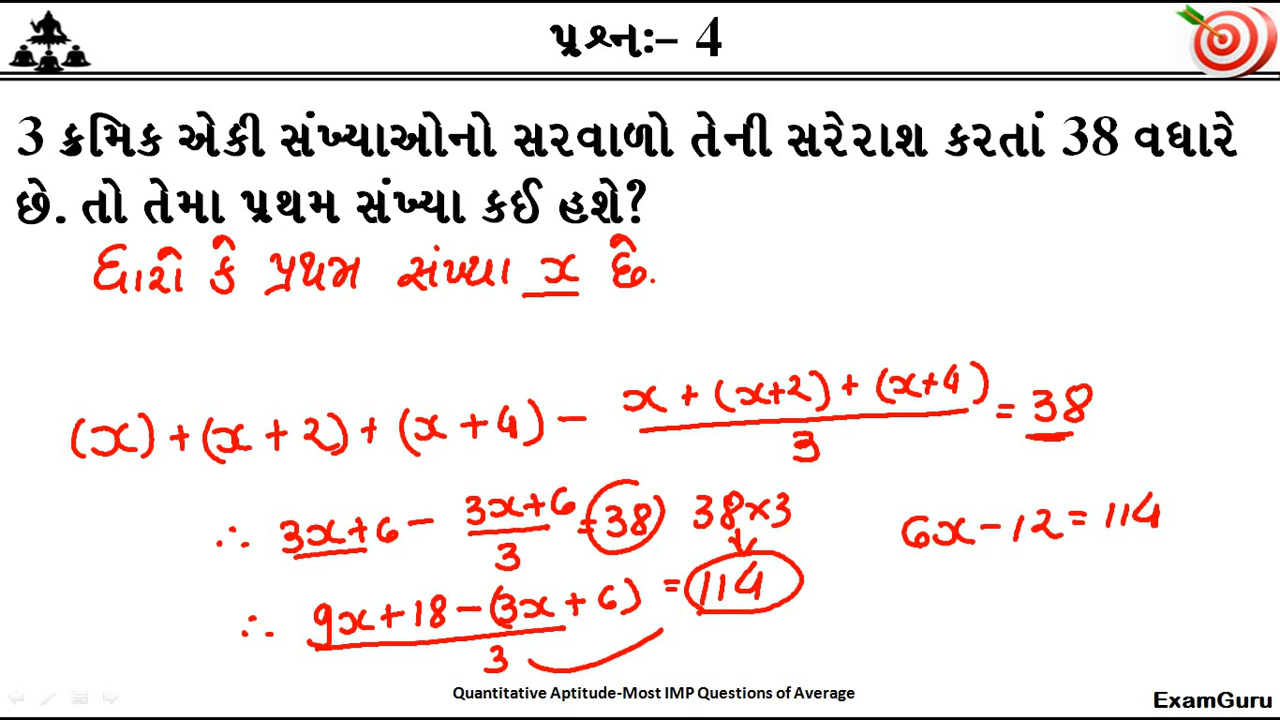 પ્રશ્નઃ- 4
3 ક્રમિક એકી સંખ્યાઓનો સરવાળો તેની સરેરાશ કરતાં 38 વધારે
છે. તો તેમા પ્રથમ સંખ્યા કઈ હશે?
ધારો કે પ્રથમ સંખ્યા x છે.
(x) + (x + 2) + (x + 4) - x + (x+2) + (x+4) / 3 = 38
∴ 3x+6 - 3x+6 / 3 = 38 38×3 6x-12=114
∴ 9x+18-(3x+6) / 3 = 114
Quantitative Aptitude-Most IMP Questions of Average
ExamGuru